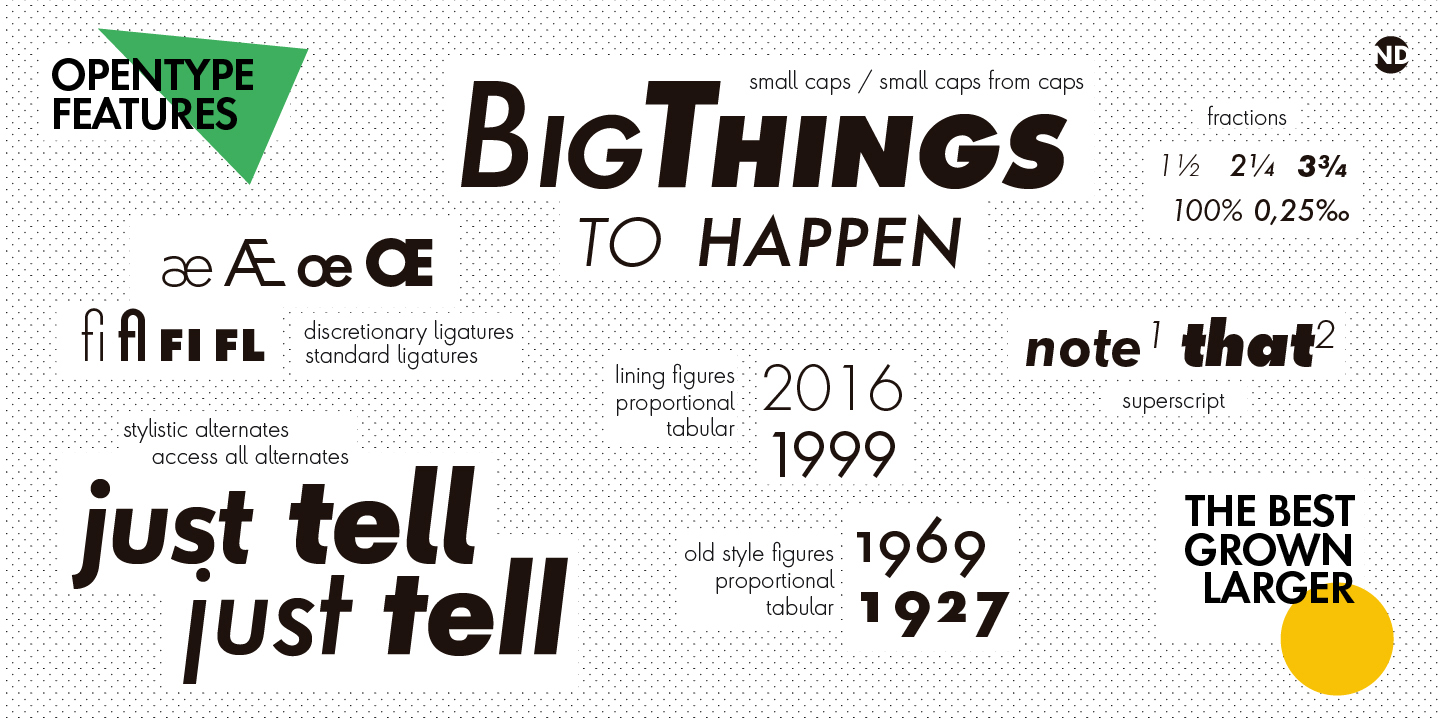 OPENTYPE
FEATURES
ND
small caps / small caps from caps
BIGTHINGS
TO HAPPEN
fractions
1½ 2¼ 3¾
100% 0,25‰
æ Æ œ Œ
fi fl FI FL
discretionary ligatures
standard ligatures
note 1 that 2
superscript
lining figures
proportional
tabular
2016
1999
stylistic alternates
access all alternates
just tell
just tell
old style figures
proportional
tabular
1969
1927
THE BEST
GROWN
LARGER